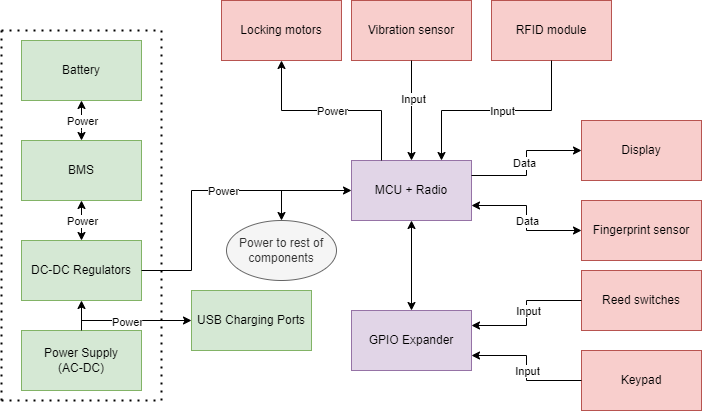 Locking motors
Vibration sensor
RFID module
Battery
Power
Input
Input
Power
BMS
Display
Data
MCU + Radio
Power
Power
Data
Fingerprint sensor
Power to rest of
components
DC-DC Regulators
Reed switches
Input
USB Charging Ports
Power
GPIO Expander
Power Supply
(AC-DC)
Input
Keypad